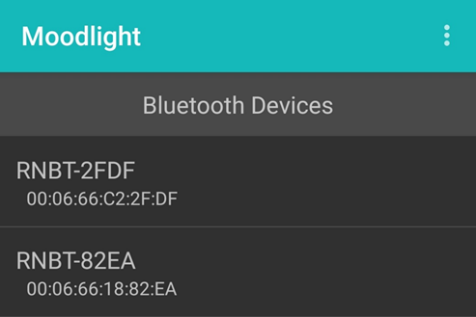 Moodlight
Bluetooth Devices
RNBT-2FDF
00:06:66:C2:2F:DF
RNBT-82EA
00:06:66:18:82:EA